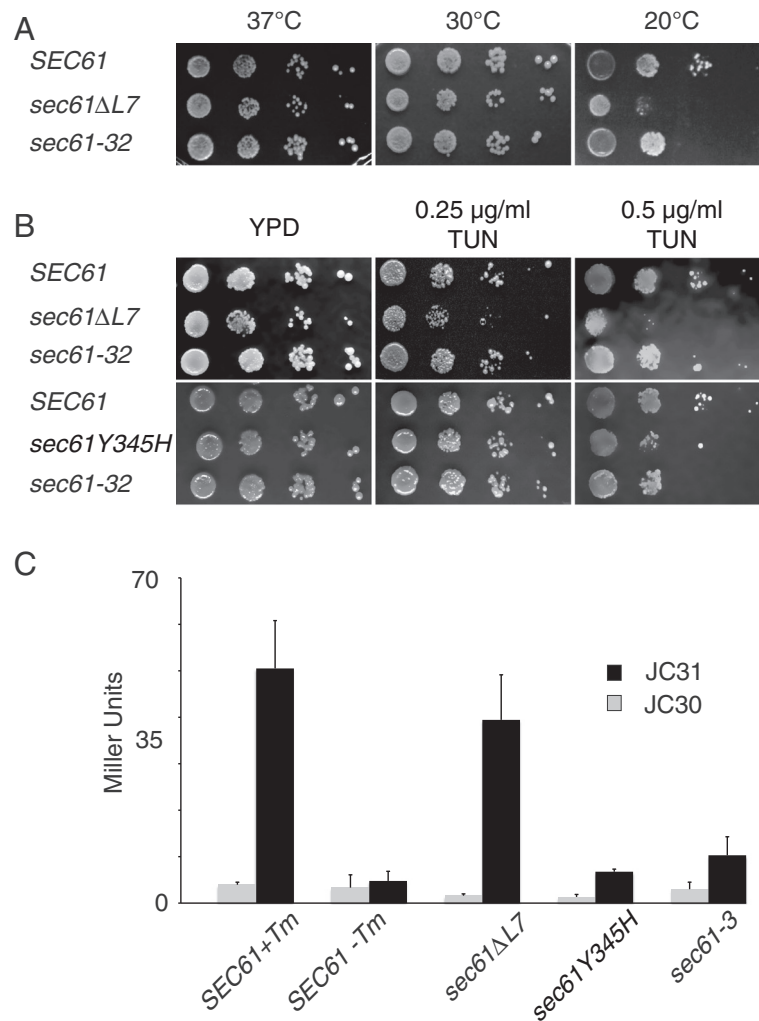 A
37°C 30°C 20°C
SEC61
sec61ΔL7
sec61-32
B
YPD
0.25 µg/ml
TUN
0.5 µg/ml
TUN
SEC61
sec61ΔL7
sec61-32
SEC61
sec61Y345H
sec61-32
C
70
35
0
Miller Units
JC31
JC30
SEC61+Tm
SEC61 -Tm
sec61ΔL7
sec61Y345H
sec61-3